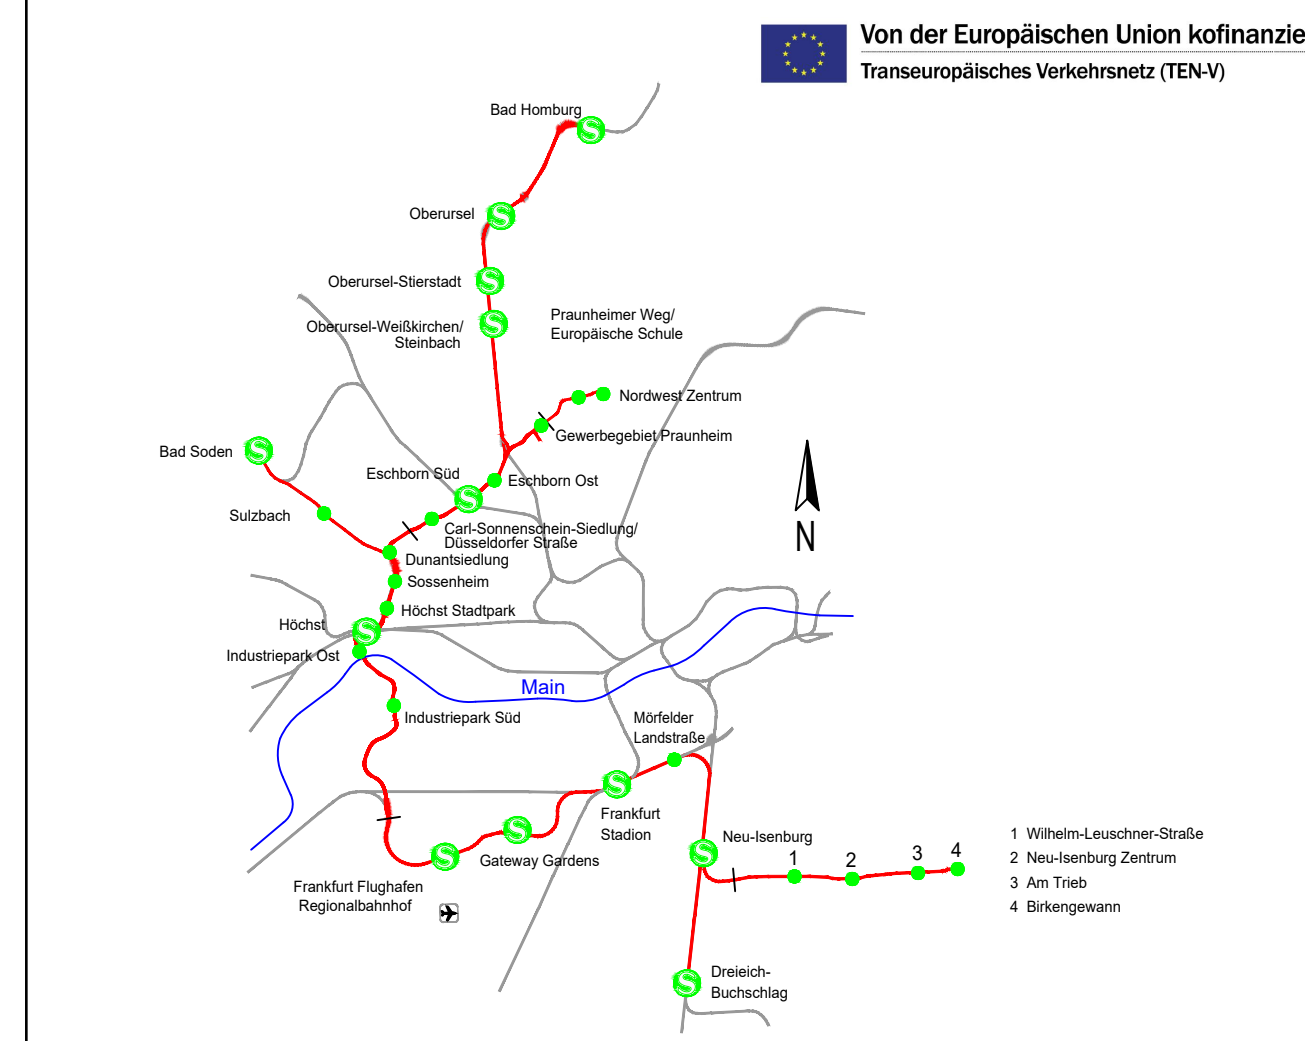 Von der Europäischen Union kofinanzie
Transeuropäisches Verkehrsnetz (TEN-V)
Bad Homburg
Oberursel
Oberursel-Stierstadt
Oberursel-Weißkirchen/
Steinbach
Praunheimer Weg/
Europäische Schule
Nordwest Zentrum
Gewerbegebiet Praunheim
Bad Soden
Eschborn Süd
Eschborn Ost
Sulzbach
Carl-Sonnenschein-Siedlung/
Düsseldorfer Straße
Dunantsiedlung
Sossenheim
Höchst Stadtpark
Höchst
Industriepark Ost
Main
Industriepark Süd
Mörfelder
Landstraße
Frankfurt
Stadion
Neu-Isenburg
Gateway Gardens
Frankfurt Flughafen
Regionalbahnhof
1
2
3
4
1 Wilhelm-Leuschner-Straße
2 Neu-Isenburg Zentrum
3 Am Trieb
4 Birkengewann
Dreieich-
Buchschlag
N
S
S
S
S
S
S
S
S
S
S
S
S